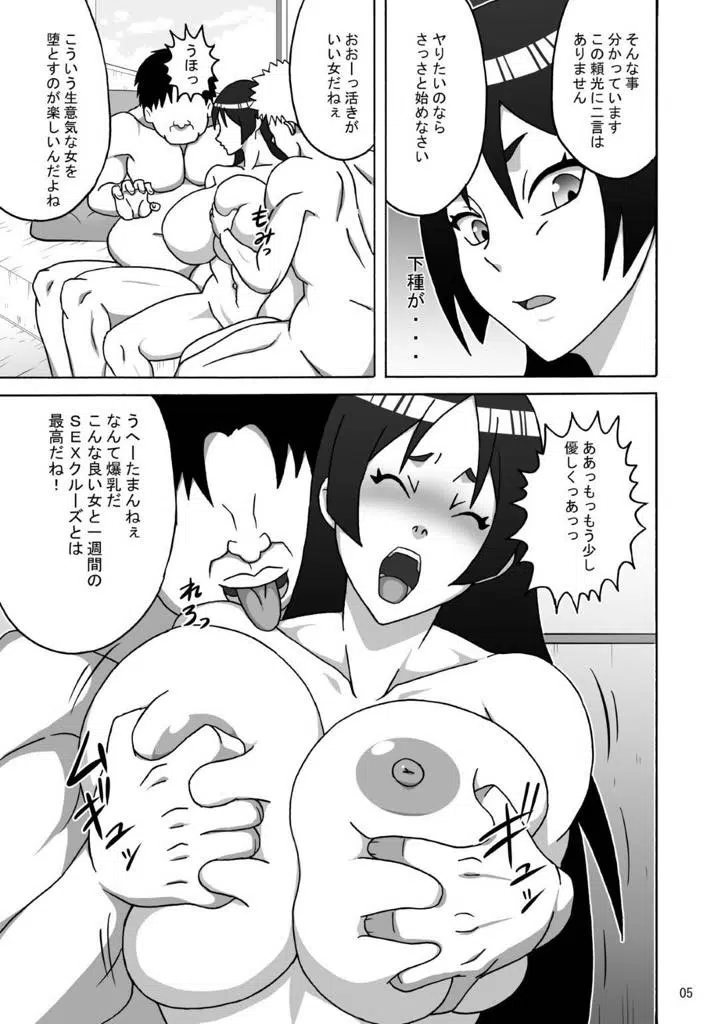 そんな事
分かっています
この頼光に二言は
ありません
ヤりたいのなら
さっさと始めなさい
下種が・・・
おおーっ活きが
いい女だねぇ
うほっ
こういう生意気な女を
堕とすのが楽しいんだよね
もみっ
ああっもっもう少し
優しくっあっっ
うへーたまんねぇ
なんて爆乳だ
こんな良い女と一週間の
SEXクルーズとは
最高だね!
れろっ
ムギュッ
ギュッ
05